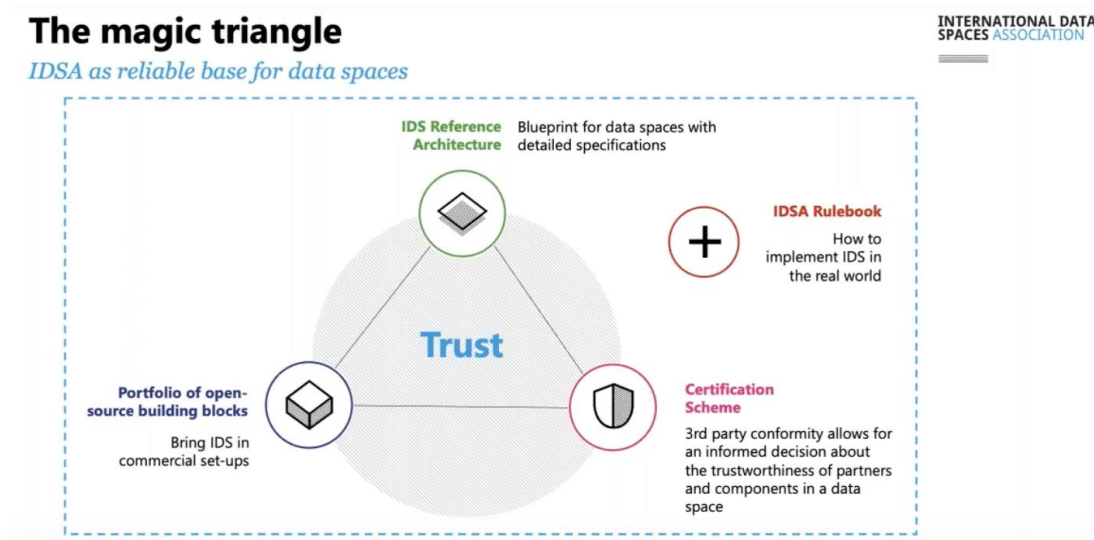 The magic triangle
IDSA as reliable base for data spaces
INTERNATIONAL DATA
SPACES ASSOCIATION
IDS Reference
Architecture
Blueprint for data spaces with
detailed specifications
IDSA Rulebook
How to
implement IDS in
the real world
Trust
Portfolio of open-
source building blocks
Bring IDS in
commercial set-ups
Certification
Scheme
3rd party conformity allows for
an informed decision about
the trustworthiness of partners
and components in a data
space